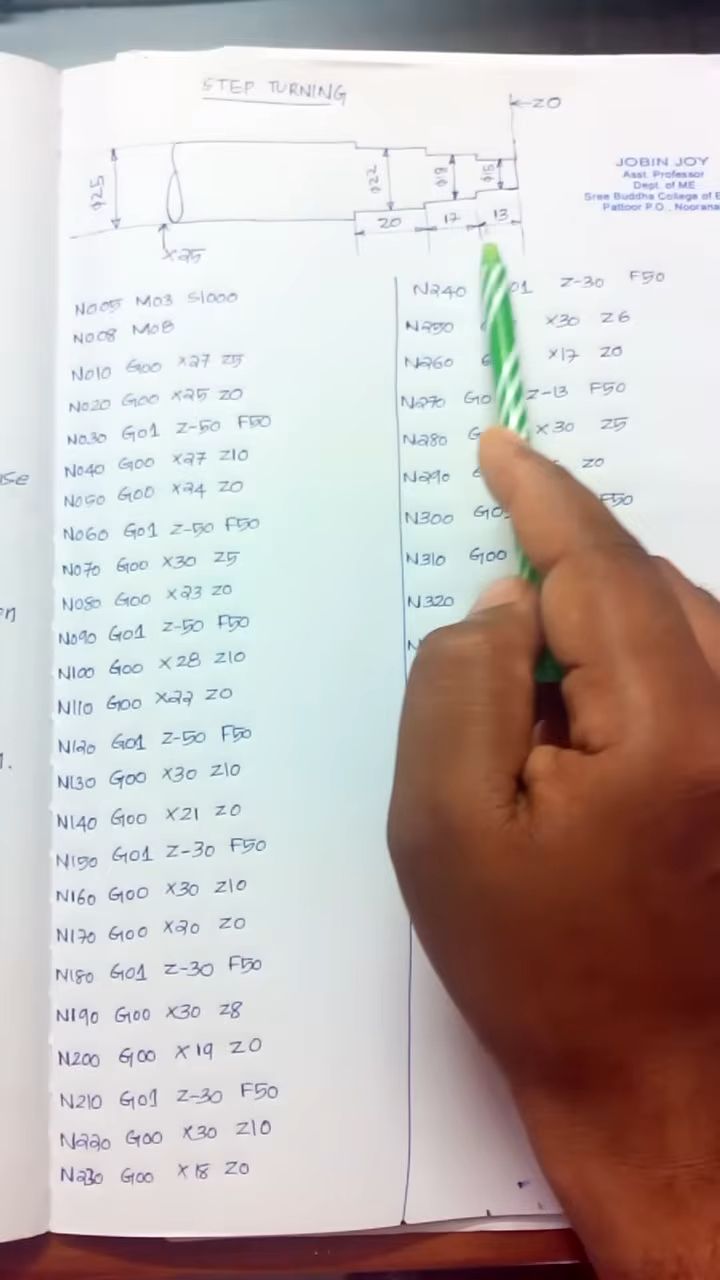 STEP TURNING
Z0
JOBIN JOY
Asst. Professor
Dept. of ME
Sree Buddha College of E
Pattoor P.O., Noorana
Ø25
Ø22
20
17
13
X25
N005 M03 S1000
N008 M08
N010 G00 X27 Z5
N020 G00 X25 Z0
N030 G01 Z-50 F50
N040 G00 X27 Z10
N050 G00 X24 Z0
N060 G01 Z-50 F50
N070 G00 X30 Z5
N080 G00 X23 Z0
N090 G01 Z-50 F50
N100 G00 X28 Z10
N110 G00 X22 Z0
N120 G01 Z-50 F50
N130 G00 X30 Z10
N140 G00 X21 Z0
N150 G01 Z-30 F50
N160 G00 X30 Z10
N170 G00 X20 Z0
N180 G01 Z-30 F50
N190 G00 X30 Z8
N200 G00 X19 Z0
N210 G01 Z-30 F50
N220 G00 X30 Z10
N230 G00 X18 Z0
N240 01 Z-30 F50
N250 X30 Z6
N260 X17 Z0
N270 G0 Z-13 F50
N280 G X30 Z5
N290 Z0
N300 G0 F50
N310 G00
N320